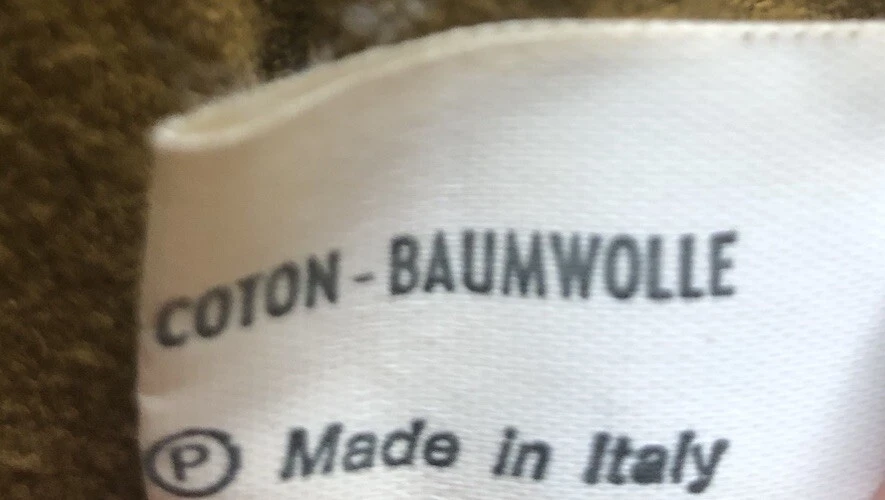 COTON - BAUMWOLLE
Ⓟ Made in Italy